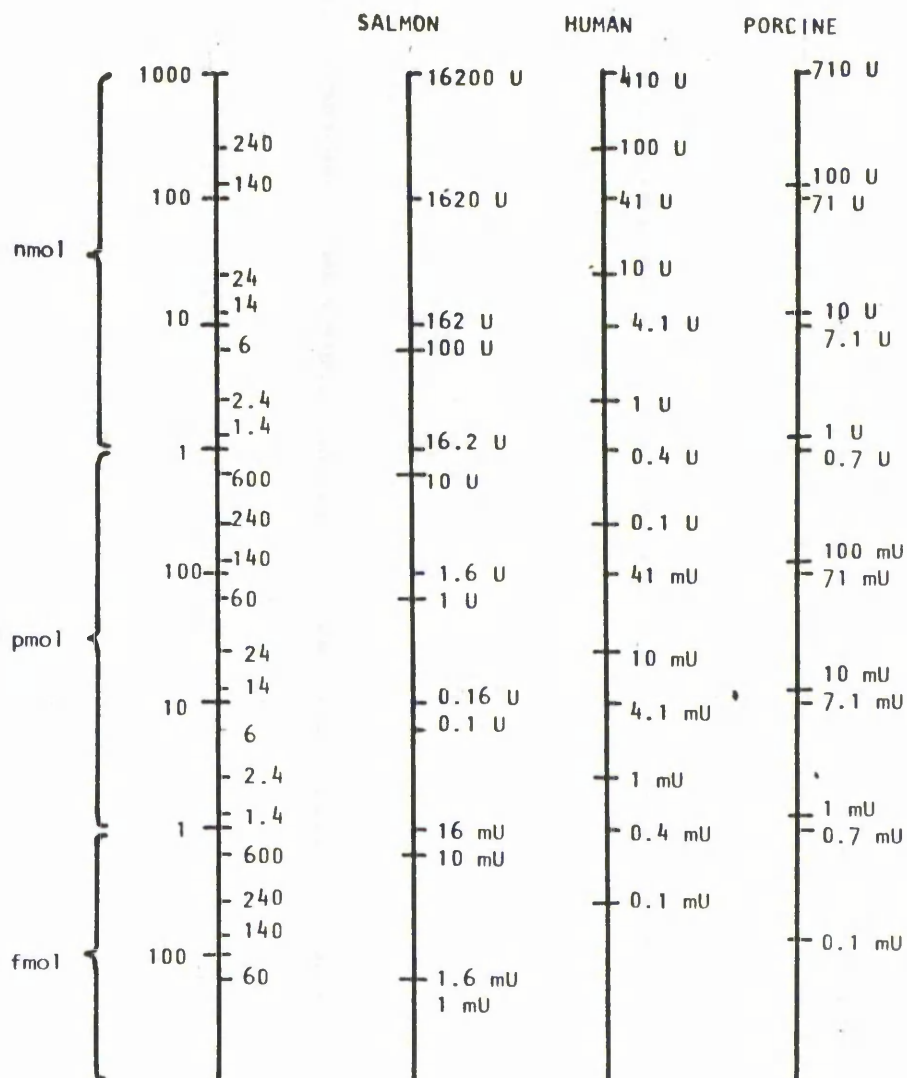 SALMON HUMAN PORCINE
1000 16200 U 410 U 710 U
240 100 U
140 100 U
100 1620 U 41 U 71 U
nmol
24 10 U
14 10 U
10 162 U 4.1 U 7.1 U
6 100 U
2.4 1 U
1.4 1 U
1 16.2 U 0.4 U 0.7 U
600 10 U
240 0.1 U
140 100 mU
100 1.6 U 41 mU 71 mU
60 1 U
pmol
24 10 mU
14 10 mU
10 0.16 U 4.1 mU 7.1 mU
6 0.1 U
2.4 1 mU
1.4 1 mU
1 16 mU 0.4 mU 0.7 mU
600 10 mU
240 0.1 mU
140 0.1 mU
fmol 100
60 1.6 mU
1 mU